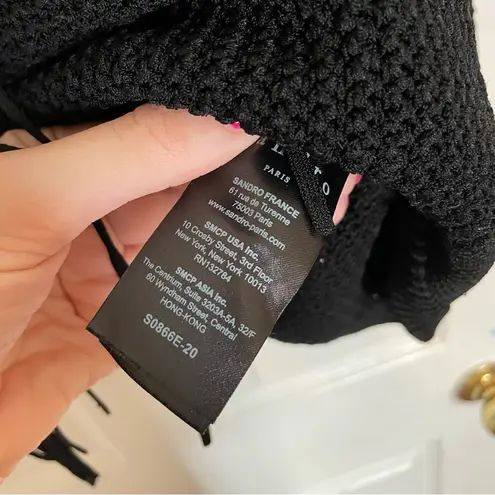 PARIS
SANDRO FRANCE
61 rue de Turenne
75003 Paris
www.sandro-paris.com
SMCP USA Inc.
10 Crosby Street, 3rd Floor
New York, New York 10013
RN132784
SMCP ASIA Inc.
The Centrium, Suite 3203A-5A, 32/F
60 Wyndham Street, Central
HONG-KONG
S0866E-20